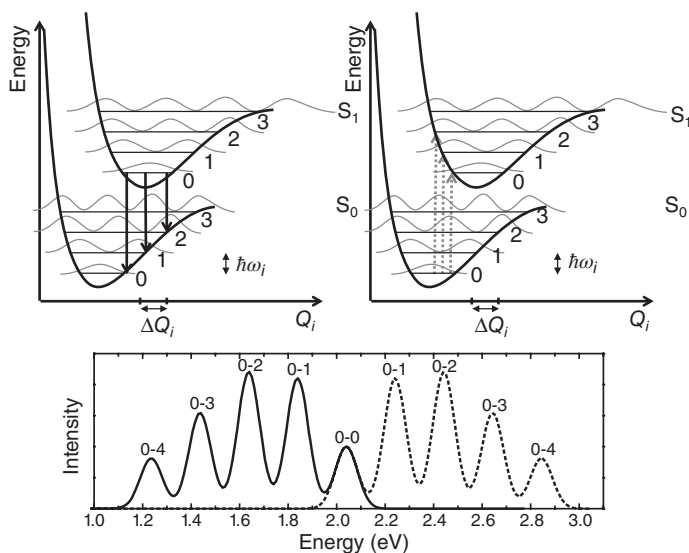 Energy
S1
3
2
1
0
S0
3
2
1
0
ħωi
ΔQi
Qi
Energy
S1
3
2
1
0
S0
3
2
1
0
ħωi
ΔQi
Qi
Intensity
0-4
0-3
0-2
0-1
0-0
0-1
0-2
0-3
0-4
1.0 1.2 1.4 1.6 1.8 2.0 2.2 2.4 2.6 2.8 3.0
Energy (eV)